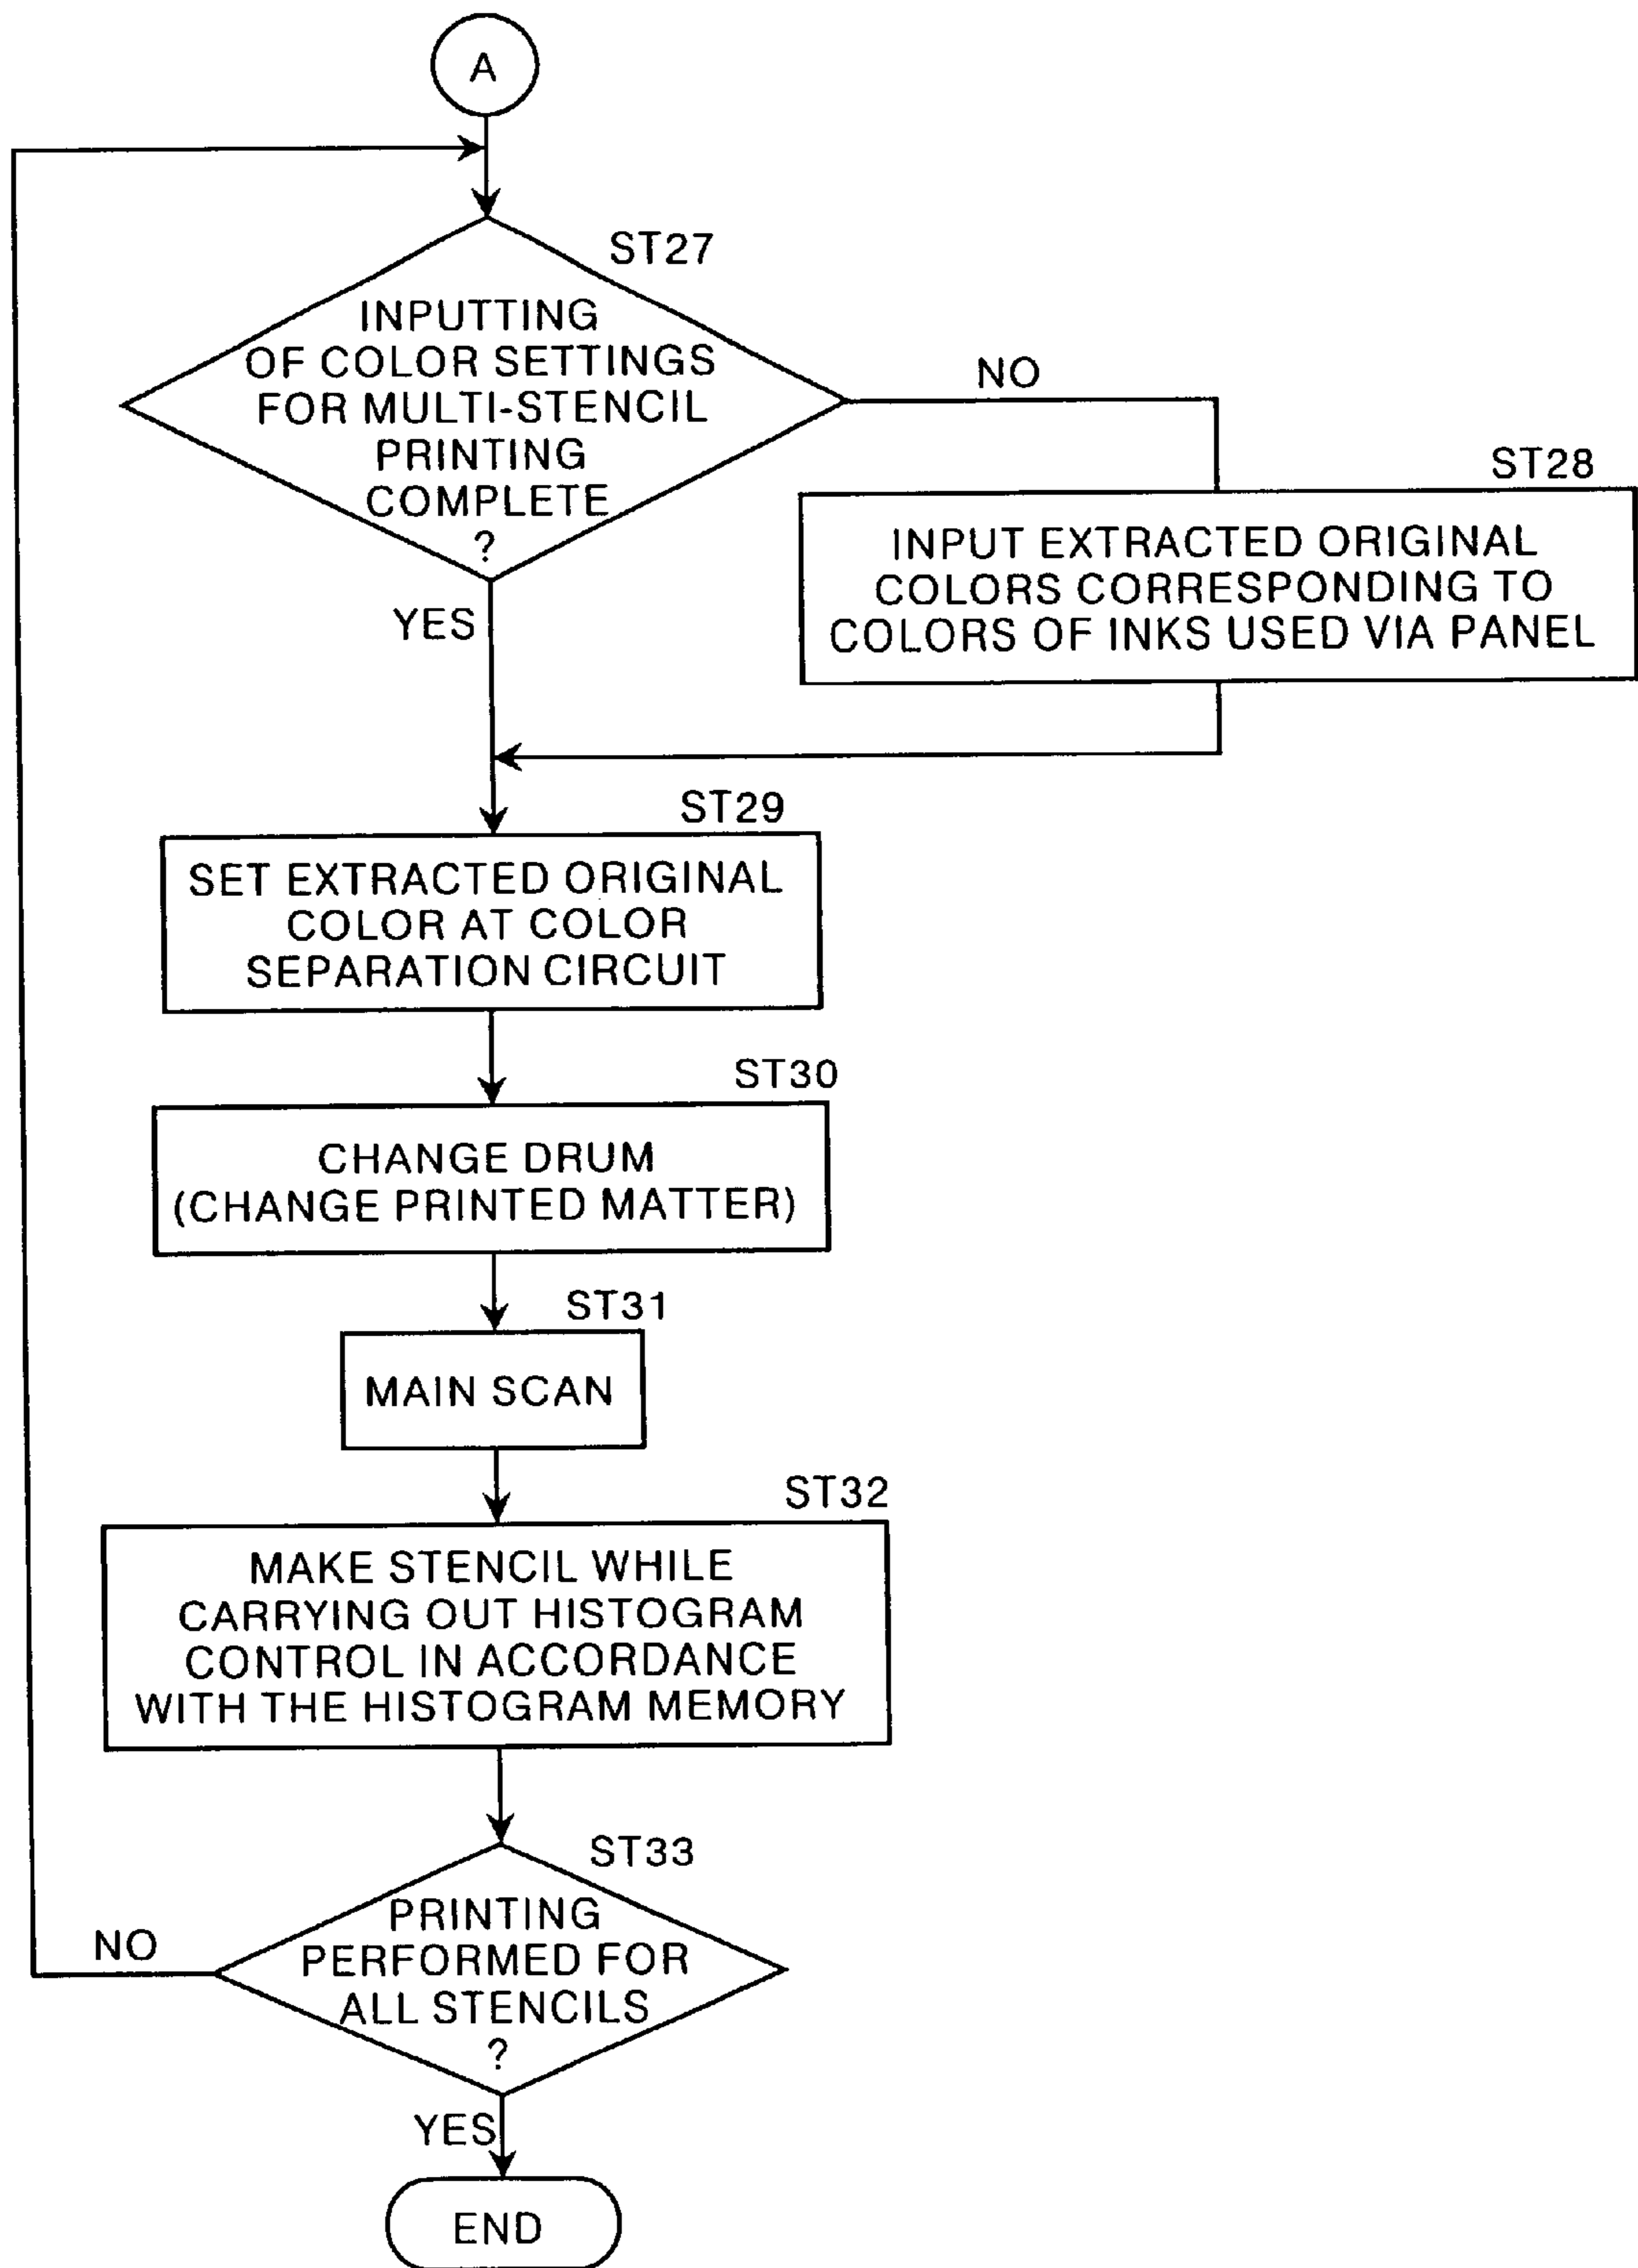 A
ST27
INPUTTING
OF COLOR SETTINGS
FOR MULTI-STENCIL
PRINTING
COMPLETE
?
NO
YES
ST28
INPUT EXTRACTED ORIGINAL
COLORS CORRESPONDING TO
COLORS OF INKS USED VIA PANEL
ST29
SET EXTRACTED ORIGINAL
COLOR AT COLOR
SEPARATION CIRCUIT
ST30
CHANGE DRUM
(CHANGE PRINTED MATTER)
ST31
MAIN SCAN
ST32
MAKE STENCIL WHILE
CARRYING OUT HISTOGRAM
CONTROL IN ACCORDANCE
WITH THE HISTOGRAM MEMORY
ST33
PRINTING
PERFORMED FOR
ALL STENCILS
?
NO
YES
END